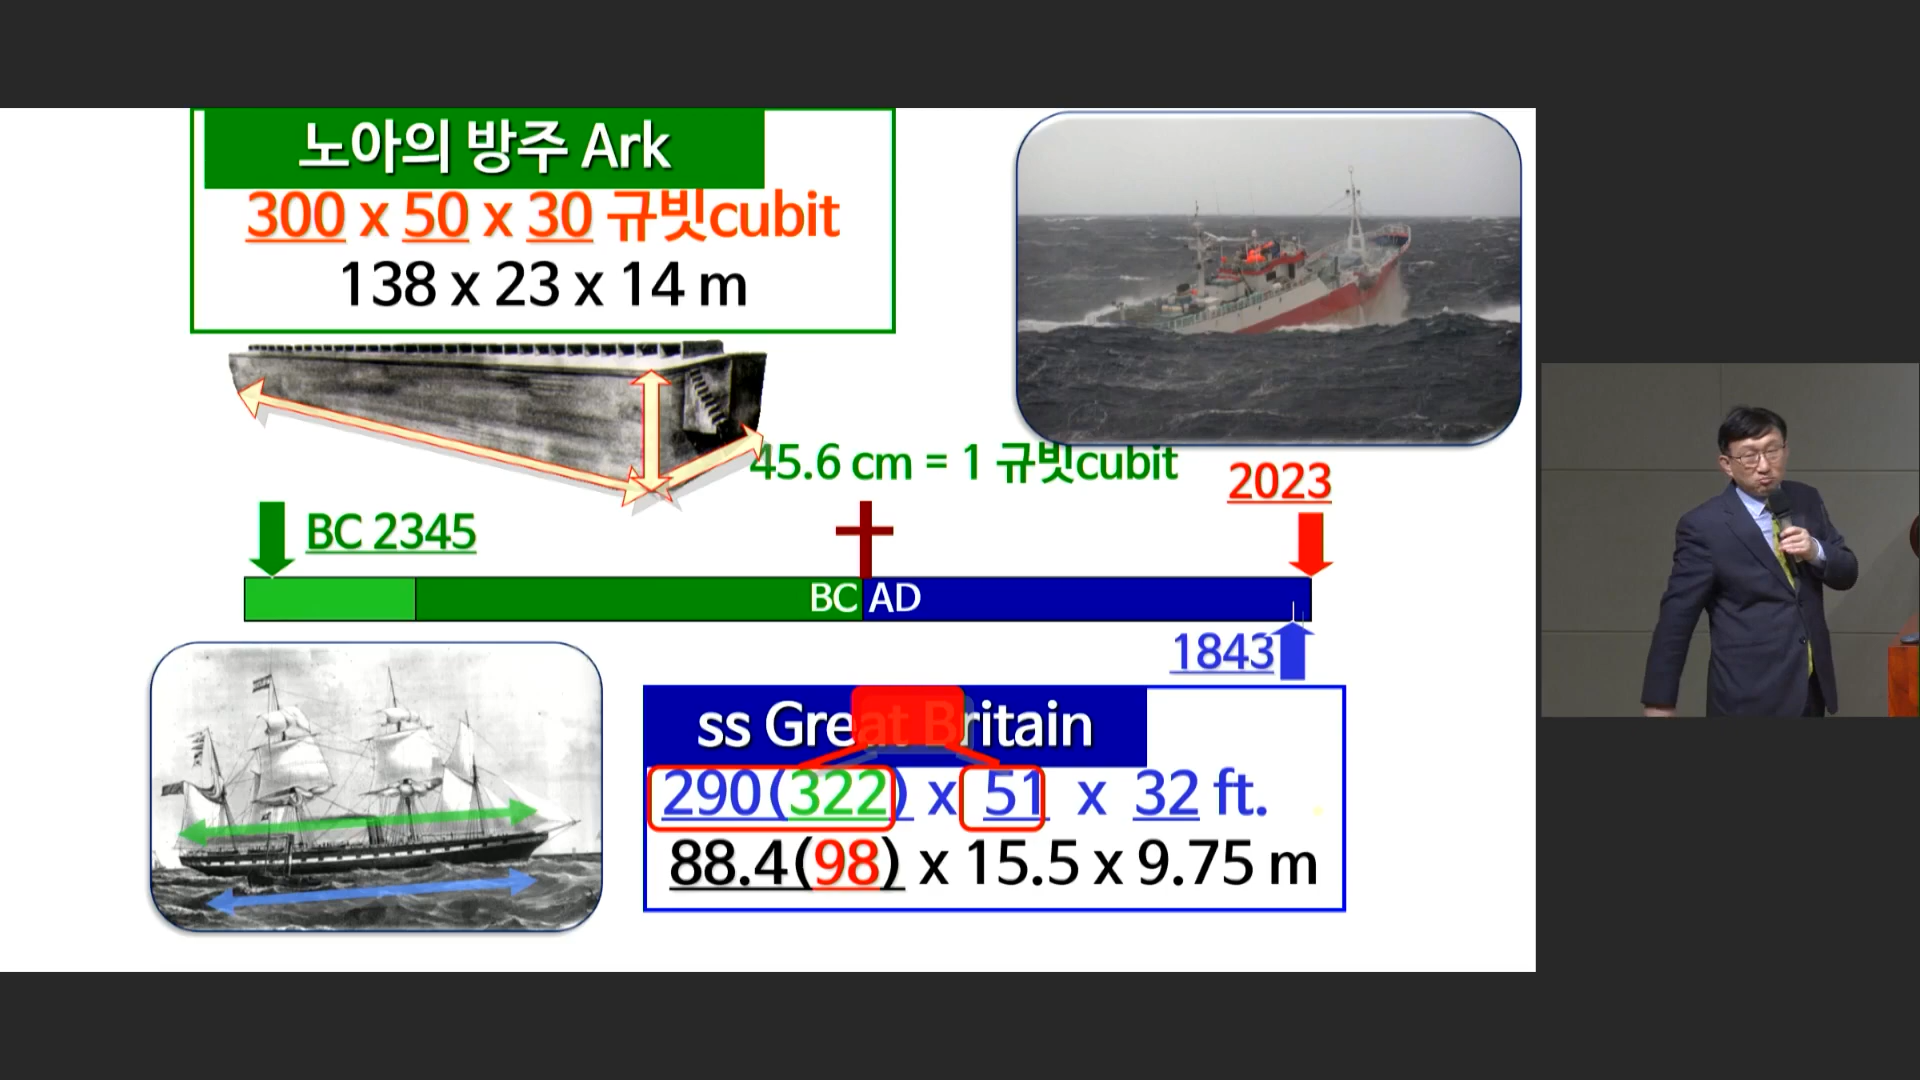 노아의 방주 Ark
300 x 50 x 30 규빗cubit
138 x 23 x 14 m
45.6 cm = 1 규빗cubit
2023
BC 2345
BC AD
1843
ss Great Britain
290(322) x 51 x 32 ft.
88.4(98) x 15.5 x 9.75 m